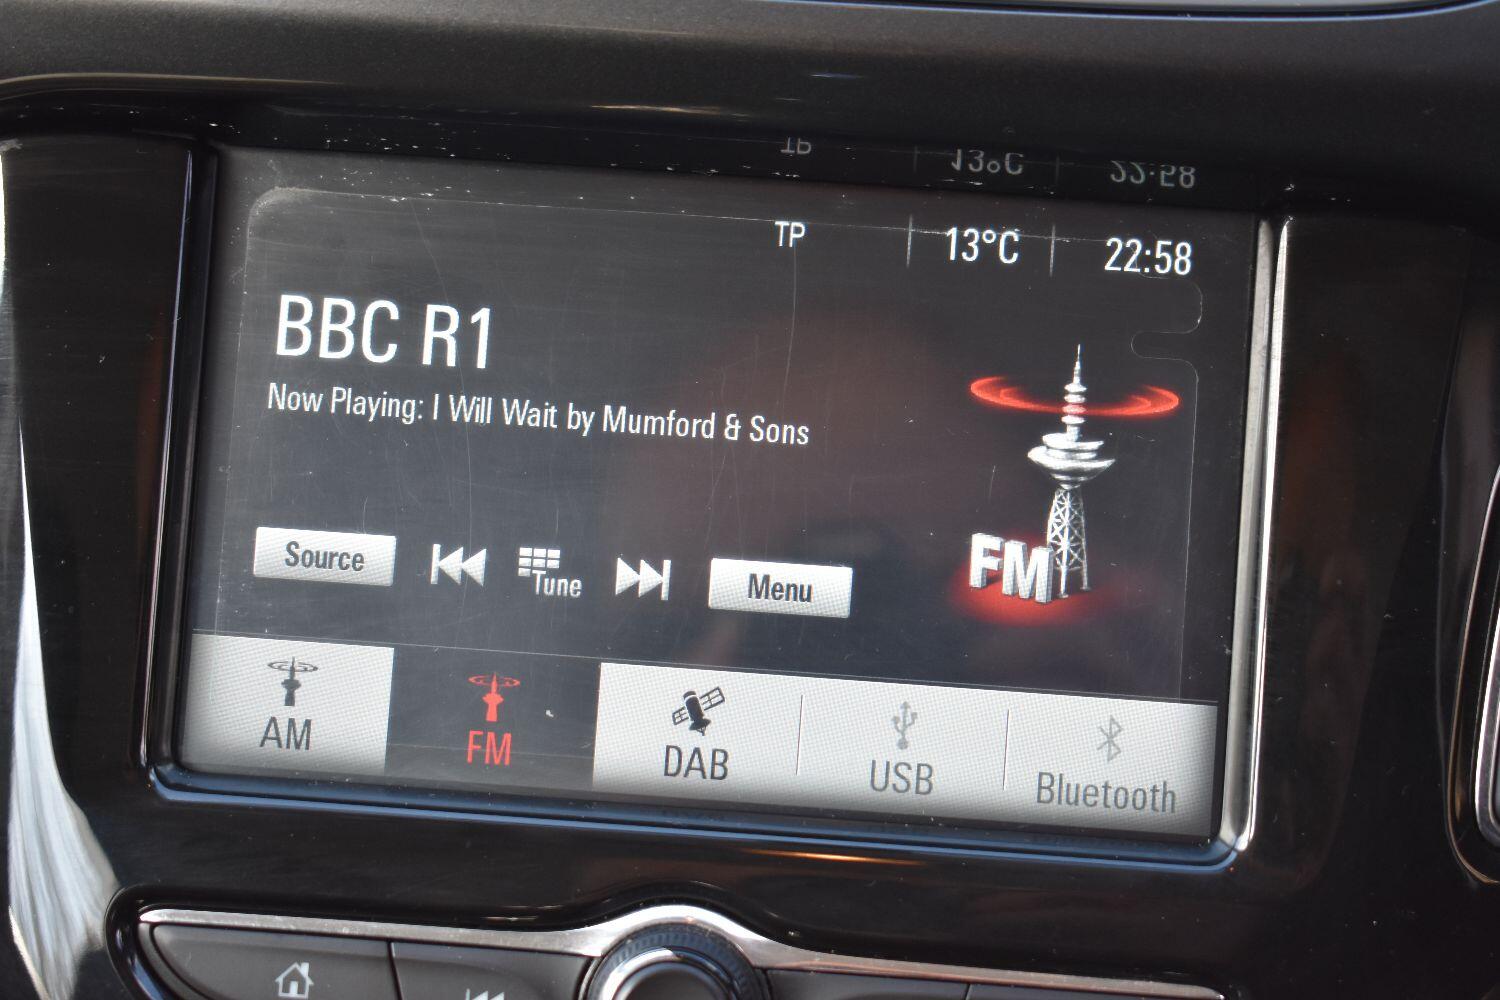 TP 13°C 22:58
BBC R1
Now Playing: I Will Wait by Mumford & Sons
FM
Source Tune Menu
AM FM DAB USB Bluetooth